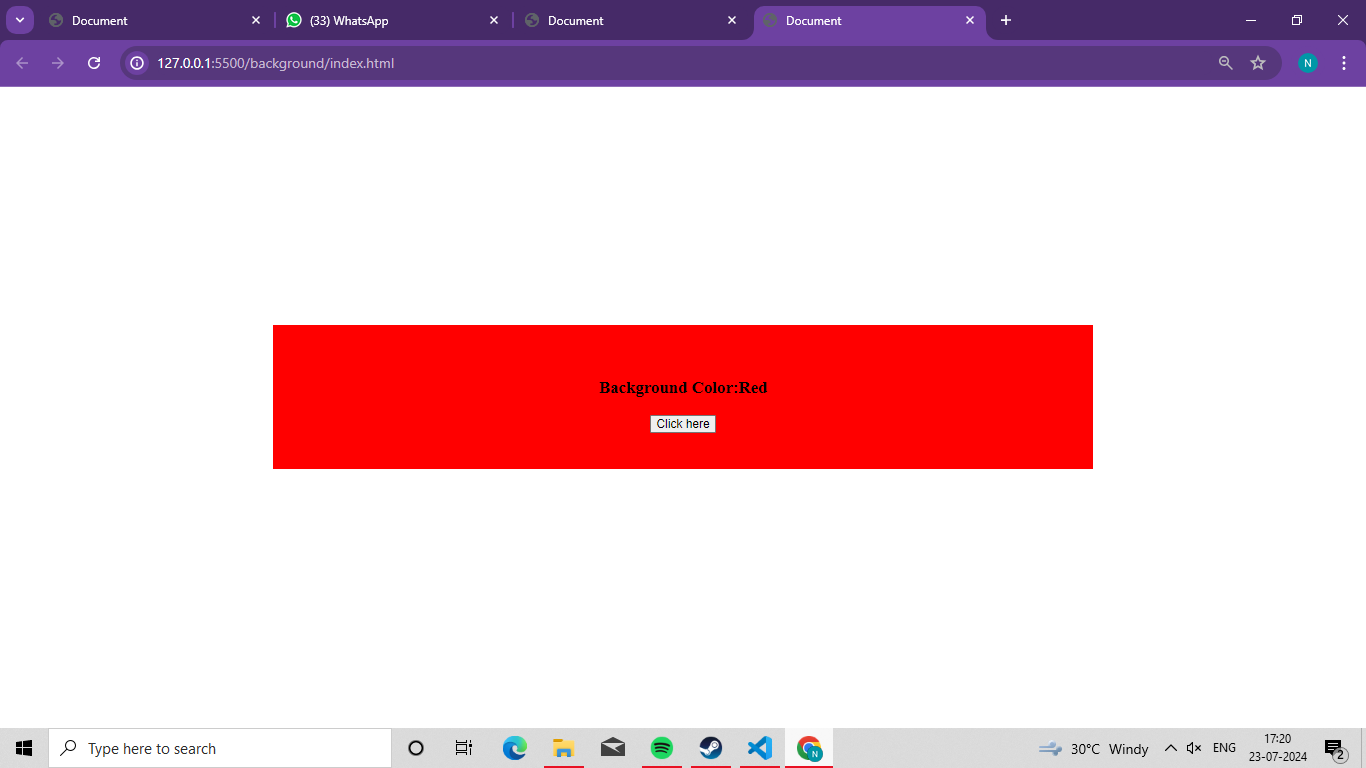 Document
(33) WhatsApp
Document
Document
127.0.0.1:5500/background/index.html
N
Background Color:Red
Click here
Type here to search
N
30°C Windy
ENG
17:20
23-07-2024
2